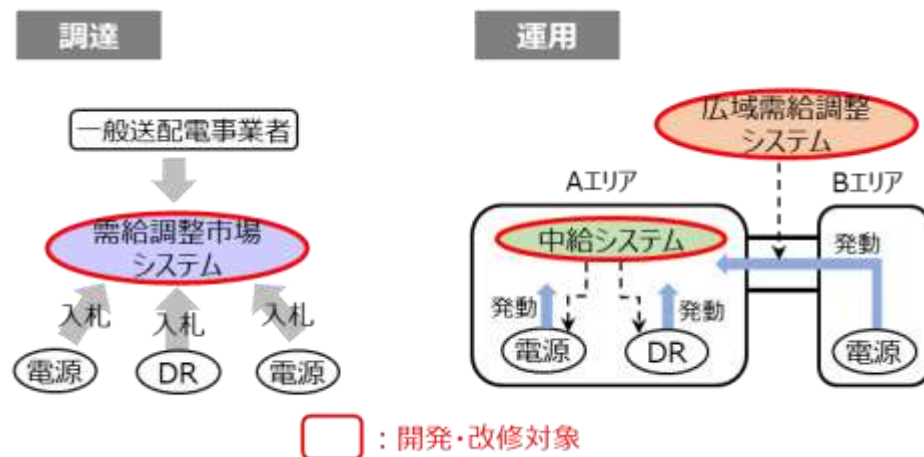 調達
一般送配電事業者
需給調整市場
システム
入札
入札
入札
電源
DR
電源
運用
広域需給調整
システム
Aエリア
Bエリア
中給システム
発動
発動
発動
電源
DR
電源
：開発・改修対象